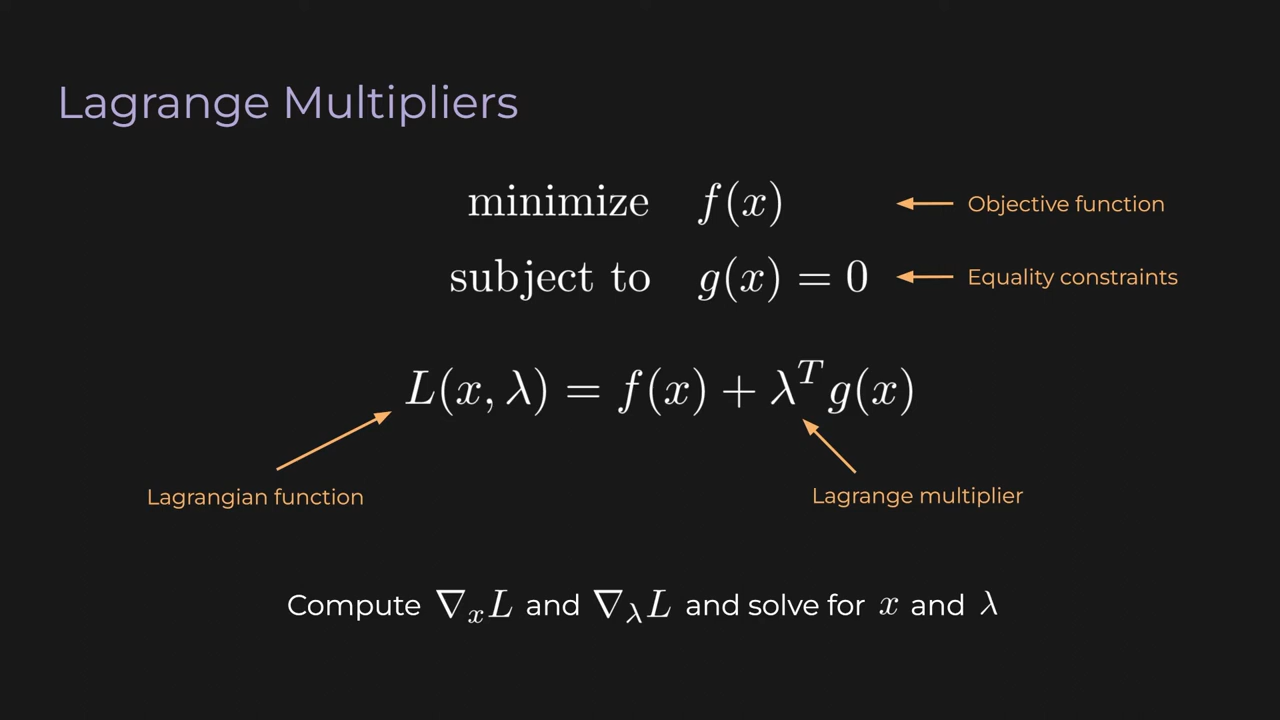 Lagrange Multipliers
minimize f(x) Objective function
subject to g(x) = 0 Equality constraints
L(x, λ) = f(x) + λᵀg(x)
Lagrangian function Lagrange multiplier
Compute ∇ₓL and ∇_λL and solve for x and λ